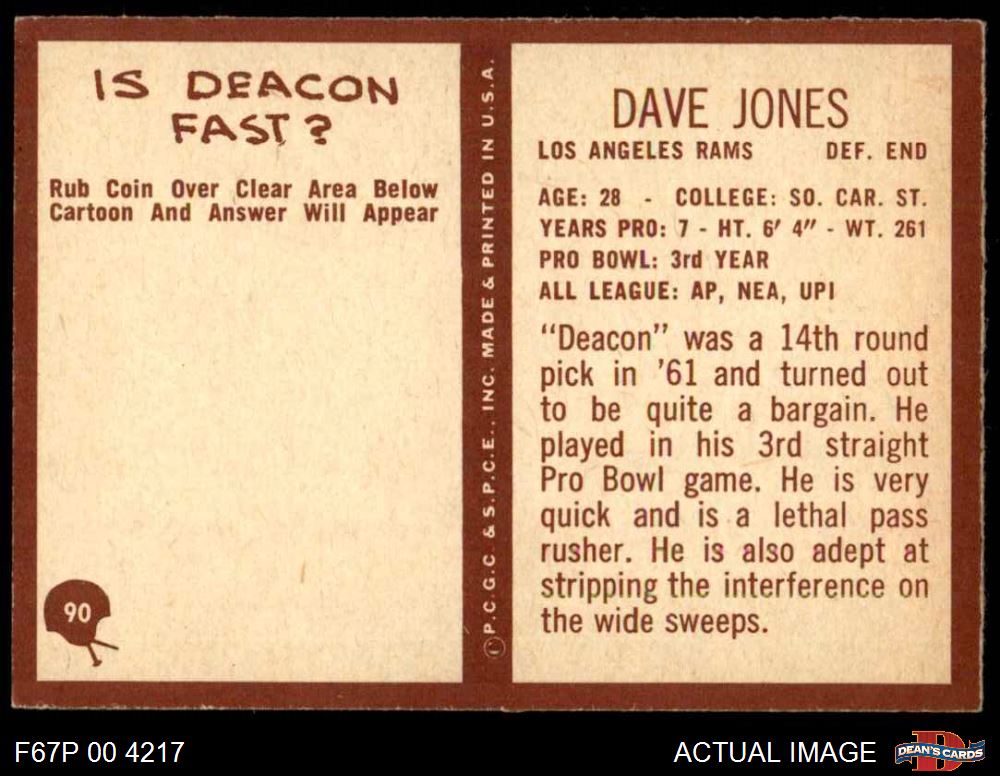 IS DEACON
FAST?
Rub Coin Over Clear Area Below
Cartoon And Answer Will Appear
90
©P.C.G.C. & S.P.C.E., INC. MADE & PRINTED IN U.S.A.
DAVE JONES
LOS ANGELES RAMS DEF. END
AGE: 28 - COLLEGE: SO. CAR. ST.
YEARS PRO: 7 - HT. 6' 4" - WT. 261
PRO BOWL: 3rd YEAR
ALL LEAGUE: AP, NEA, UPI
"Deacon" was a 14th round
pick in '61 and turned out
to be quite a bargain. He
played in his 3rd straight
Pro Bowl game. He is very
quick and is a lethal pass
rusher. He is also adept at
stripping the interference on
the wide sweeps.
F67P 00 4217
ACTUAL IMAGE
D
DEAN'S CARDS